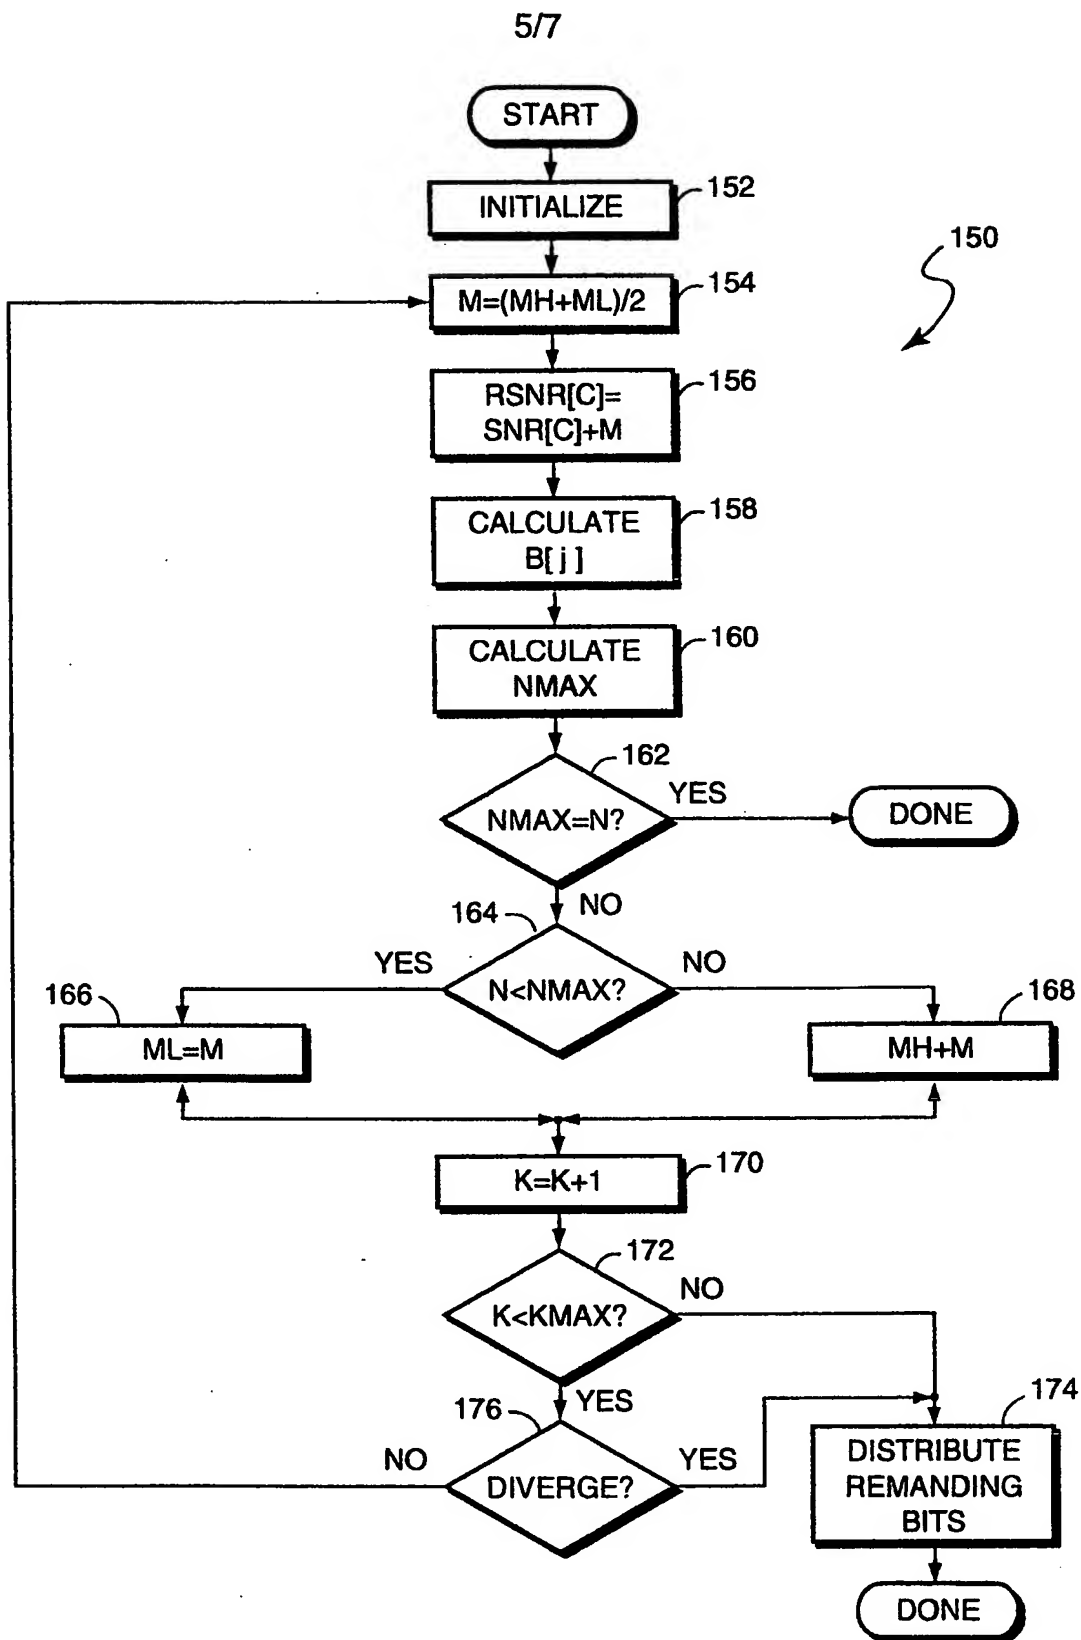 5/7
START
INITIALIZE
152
150
M=(MH+ML)/2
154
RSNR[C]=
SNR[C]+M
156
CALCULATE
B[ j ]
158
CALCULATE
NMAX
160
162
NMAX=N?
YES
DONE
NO
164
YES
N<NMAX?
NO
166
ML=M
168
MH+M
K=K+1
170
172
K<KMAX?
NO
YES
176
NO
DIVERGE?
YES
174
DISTRIBUTE
REMANDING
BITS
DONE